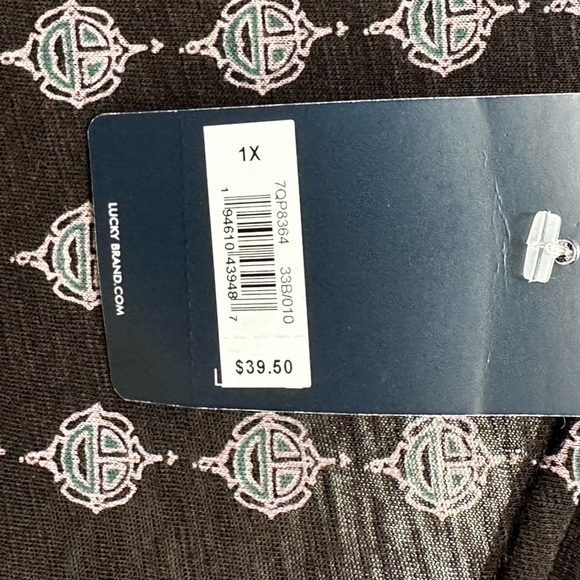 1X
7QP8364 33B/010
1 94610 43948 7
$39.50
LUCKY BRAND.COM